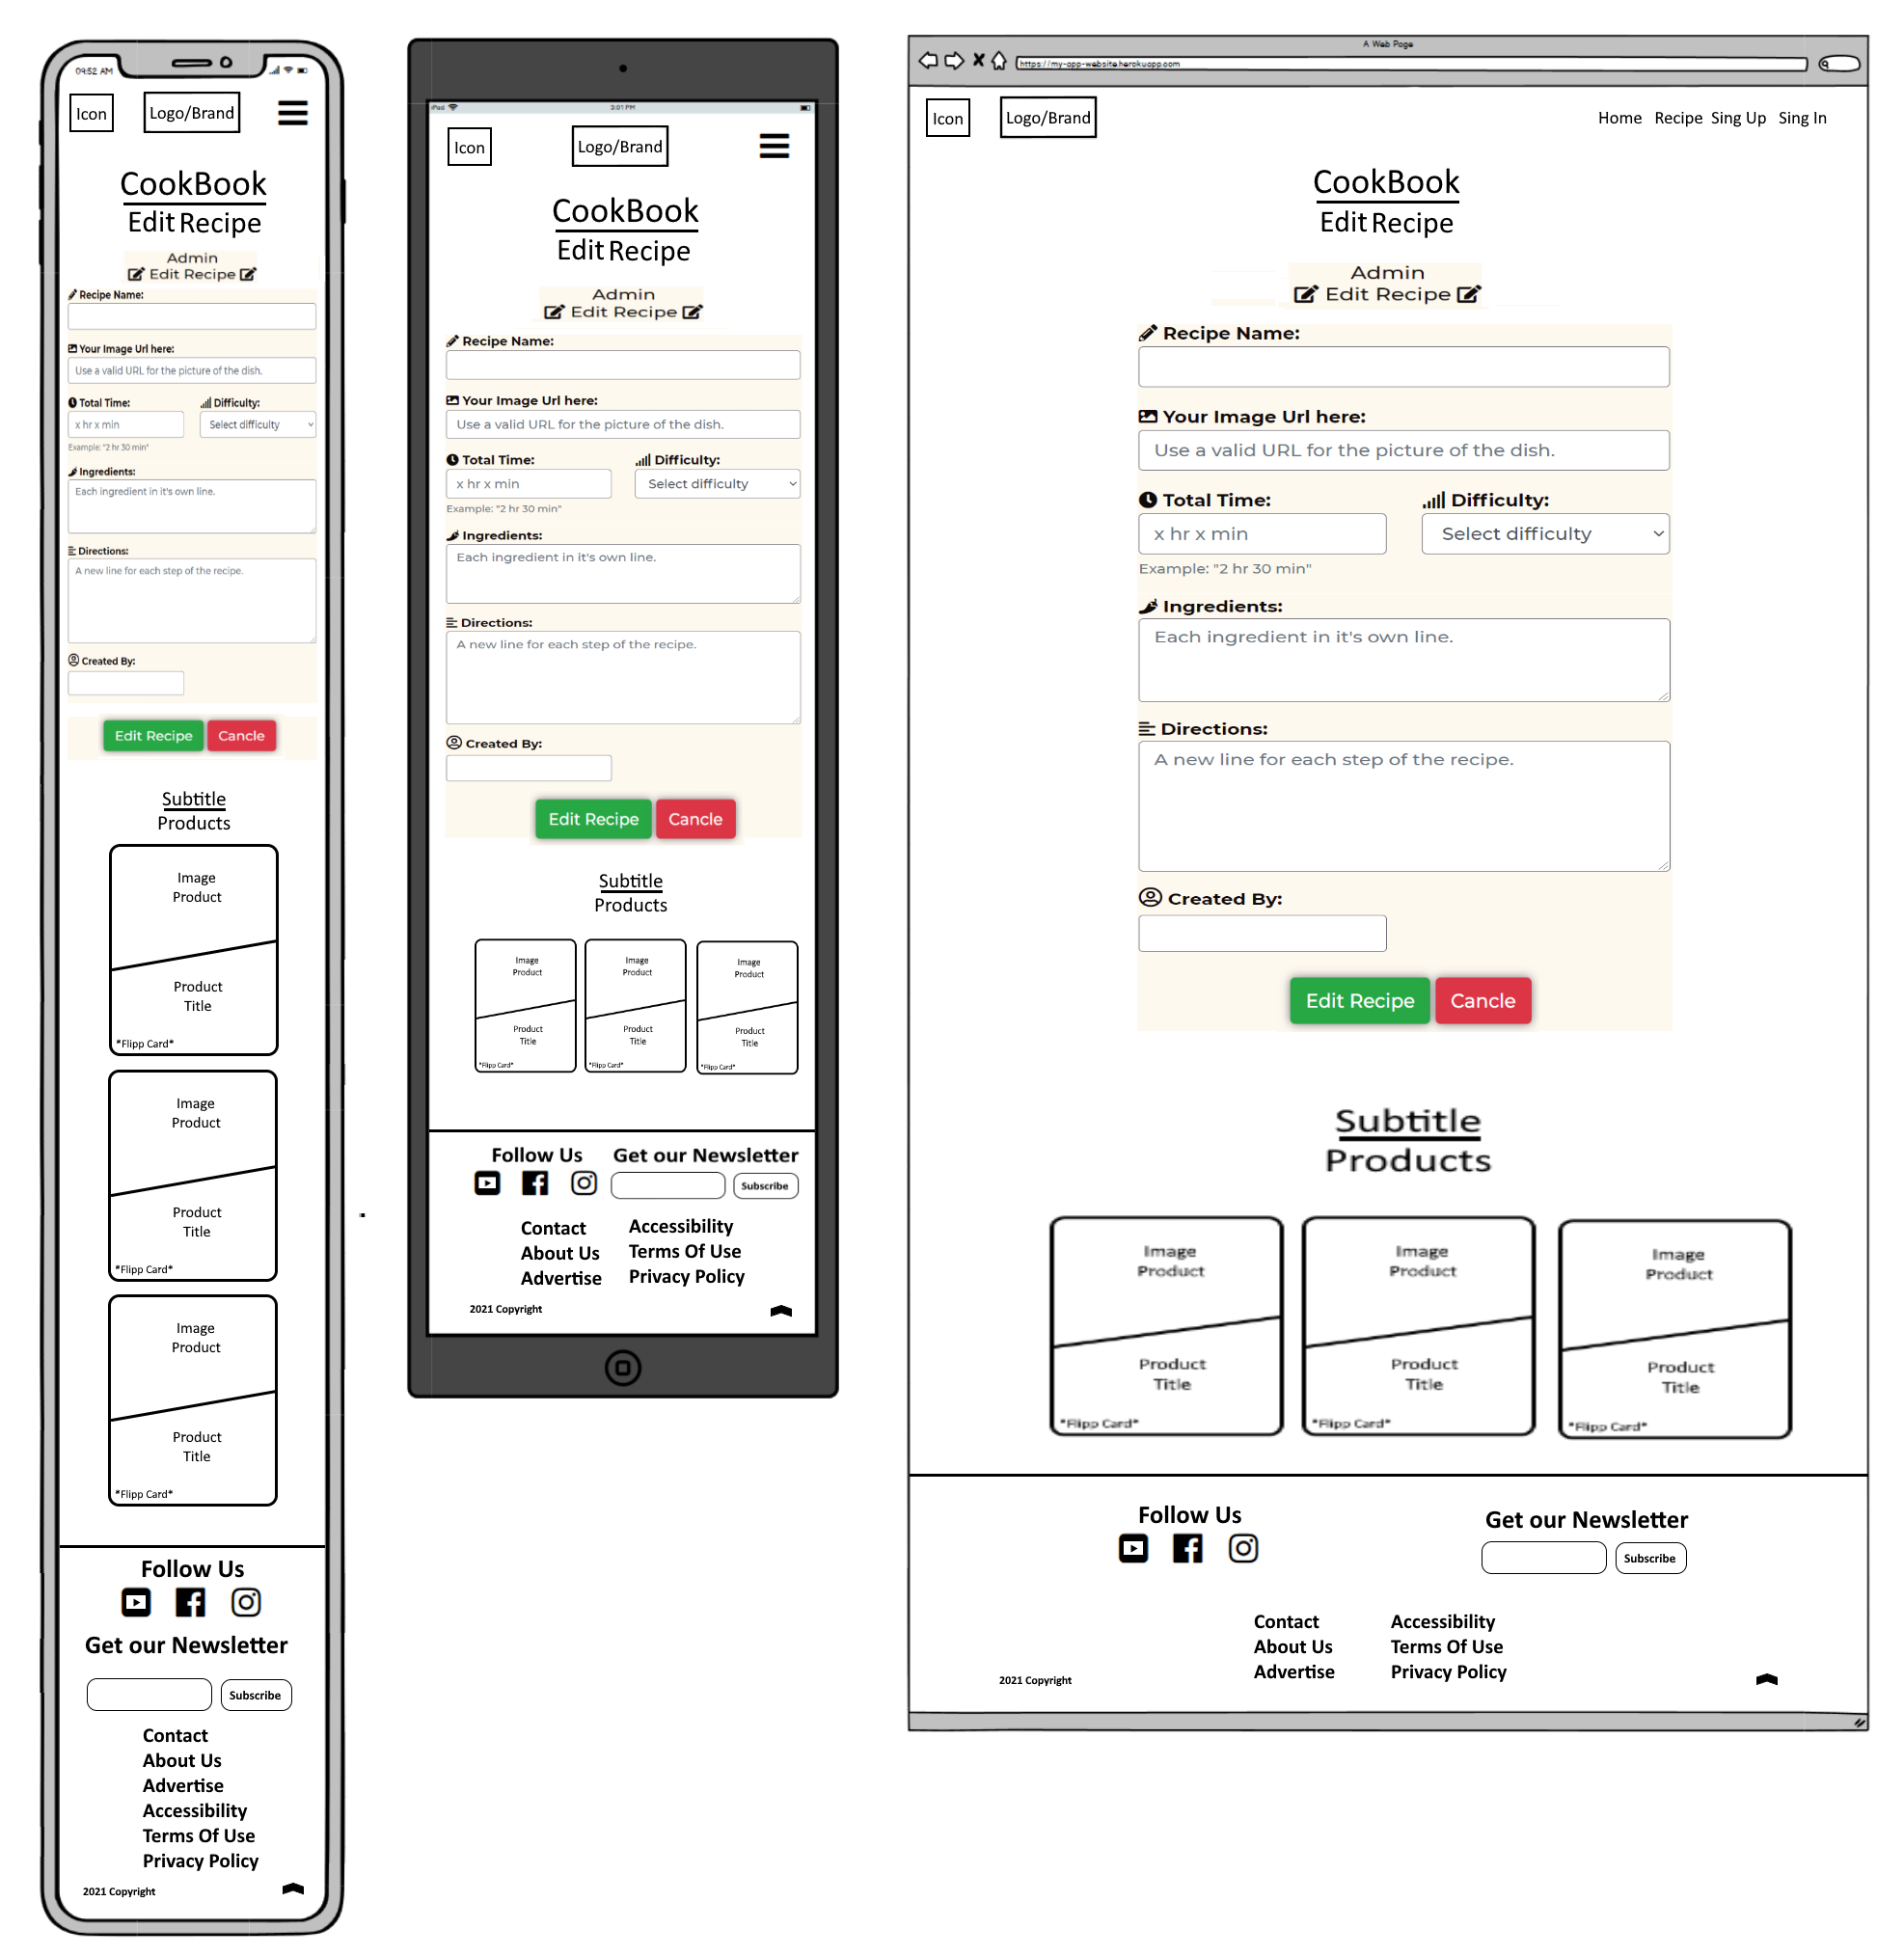 09:52 AM
Icon
Logo/Brand
CookBook
Edit Recipe
Admin
Edit Recipe
Recipe Name:
Your Image Url here:
Use a valid URL for the picture of the dish.
Total Time: Difficulty:
x hr x min Select difficulty
Example: "2 hr 30 min"
Ingredients:
Each ingredient in it's own line.
Directions:
A new line for each step of the recipe.
Created By:
Edit Recipe Cancle
Subtitle
Products
Image
Product
Product
Title
*Flipp Card*
Image
Product
Product
Title
*Flipp Card*
Image
Product
Product
Title
*Flipp Card*
Follow Us
Get our Newsletter
Subscribe
Contact
About Us
Advertise
Accessibility
Terms Of Use
Privacy Policy
2021 Copyright
iPad 3:01 PM
Icon
Logo/Brand
CookBook
Edit Recipe
Admin
Edit Recipe
Recipe Name:
Your Image Url here:
Use a valid URL for the picture of the dish.
Total Time: Difficulty:
x hr x min Select difficulty
Example: "2 hr 30 min"
Ingredients:
Each ingredient in it's own line.
Directions:
A new line for each step of the recipe.
Created By:
Edit Recipe Cancle
Subtitle
Products
Image Image Image
Product Product Product
Product Product Product
Title Title Title
*Flipp Card* *Flipp Card* *Flipp Card*
Follow Us Get our Newsletter
Subscribe
Contact Accessibility
About Us Terms Of Use
Advertise Privacy Policy
2021 Copyright
A Web Page
https://my-app-website.herokuapp.com
Icon
Logo/Brand
Home Recipe Sing Up Sing In
CookBook
Edit Recipe
Admin
Edit Recipe
Recipe Name:
Your Image Url here:
Use a valid URL for the picture of the dish.
Total Time: Difficulty:
x hr x min Select difficulty
Example: "2 hr 30 min"
Ingredients:
Each ingredient in it's own line.
Directions:
A new line for each step of the recipe.
Created By:
Edit Recipe Cancle
Subtitle
Products
Image Image Image
Product Product Product
Product Product Product
Title Title Title
*Flipp Card* *Flipp Card* *Flipp Card*
Follow Us Get our Newsletter
Subscribe
Contact Accessibility
About Us Terms Of Use
Advertise Privacy Policy
2021 Copyright